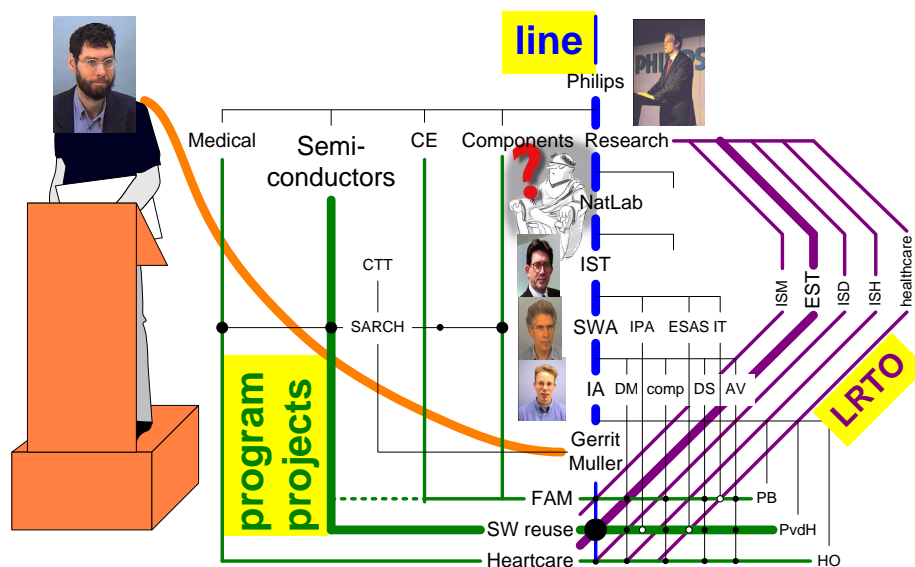 line
Philips
PHILIPS
Medical
Semi-
conductors
CE
Components
Research
?
NatLab
CTT
IST
ISM
EST
ISD
ISH
healthcare
SARCH
SWA
IPA
ESAS
IT
IA
DM
comp
DS
AV
LRTO
program
projects
Gerrit
Muller
FAM
PB
SW reuse
PvdH
Heartcare
HO